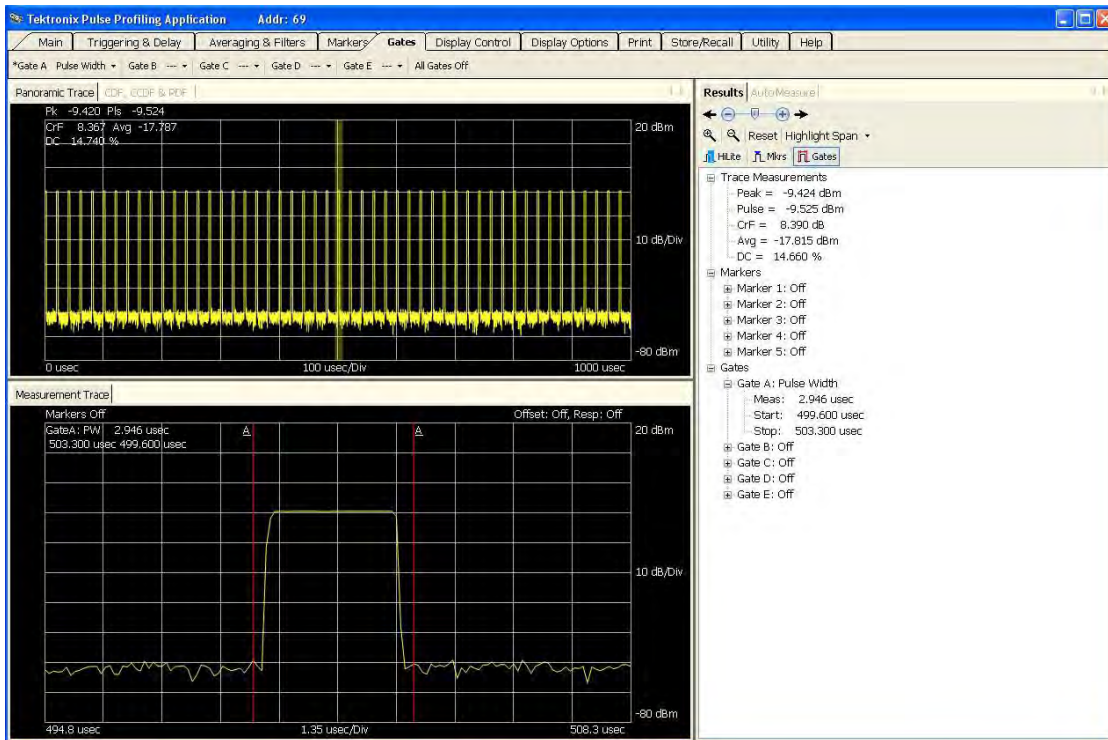 Tektronix Pulse Profiling Application Addr: 69
Main Triggering & Delay Averaging & Filters Markers Gates Display Control Display Options Print Store/Recall Utility Help
*Gate A Pulse Width Gate B --- Gate C --- Gate D --- Gate E --- All Gates Off
Panoramic Trace CDF, CCDF & PDF
Pk -9.420 Pls -9.524
CrF 8.367 Avg -17.787
DC 14.740 %
20 dBm
10 dB/Div
-80 dBm
0 usec 100 usec/Div 1000 usec
Measurement Trace
Markers Off Offset: Off, Resp: Off
GateA: PW 2.946 usec
503.300 usec 499.600 usec
A A
20 dBm
10 dB/Div
-80 dBm
494.8 usec 1.35 usec/Div 508.3 usec
Results AutoMeasure
Reset Highlight Span
HiLite Mkrs Gates
Trace Measurements
Peak = -9.424 dBm
Pulse = -9.525 dBm
CrF = 8.390 dB
Avg = -17.815 dBm
DC = 14.660 %
Markers
Marker 1: Off
Marker 2: Off
Marker 3: Off
Marker 4: Off
Marker 5: Off
Gates
Gate A: Pulse Width
Meas: 2.946 usec
Start: 499.600 usec
Stop: 503.300 usec
Gate B: Off
Gate C: Off
Gate D: Off
Gate E: Off